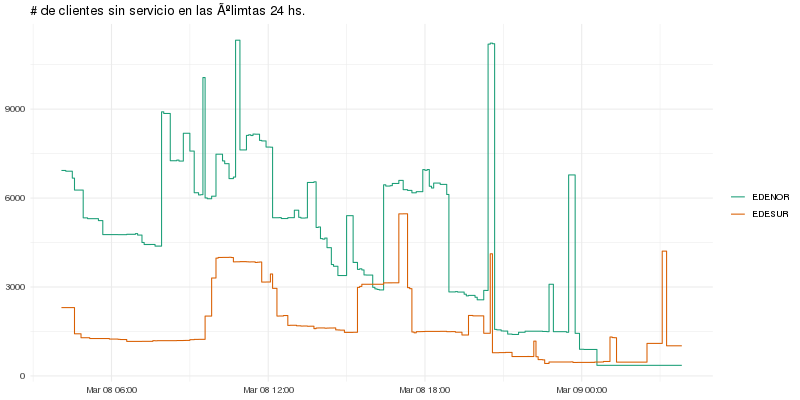 # de clientes sin servicio en las Ãºlimtas 24 hs.
9000
6000
3000
0
Mar 08 06:00
Mar 08 12:00
Mar 08 18:00
Mar 09 00:00
EDENOR
EDESUR